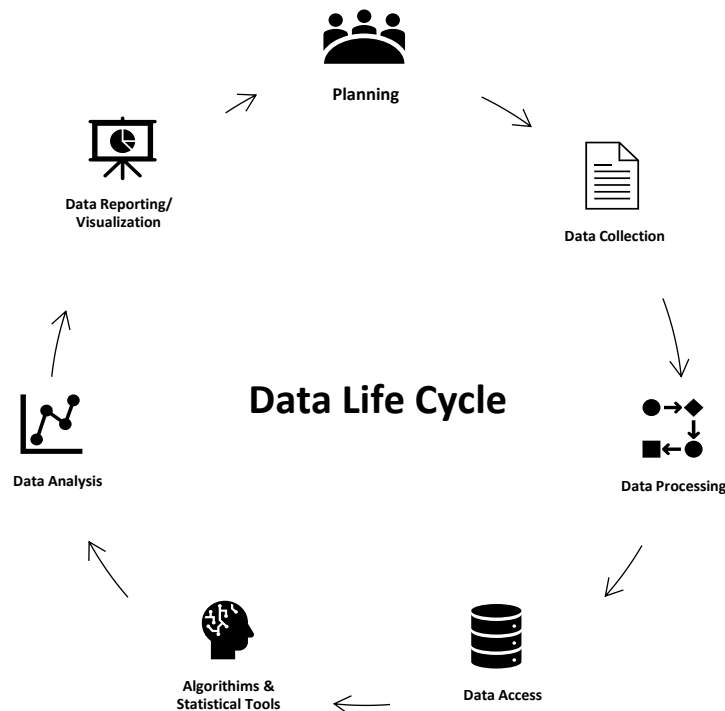 Planning
Data Collection
Data Processing
Data Access
Algorithims &
Statistical Tools
Data Analysis
Data Reporting/
Visualization
Data Life Cycle